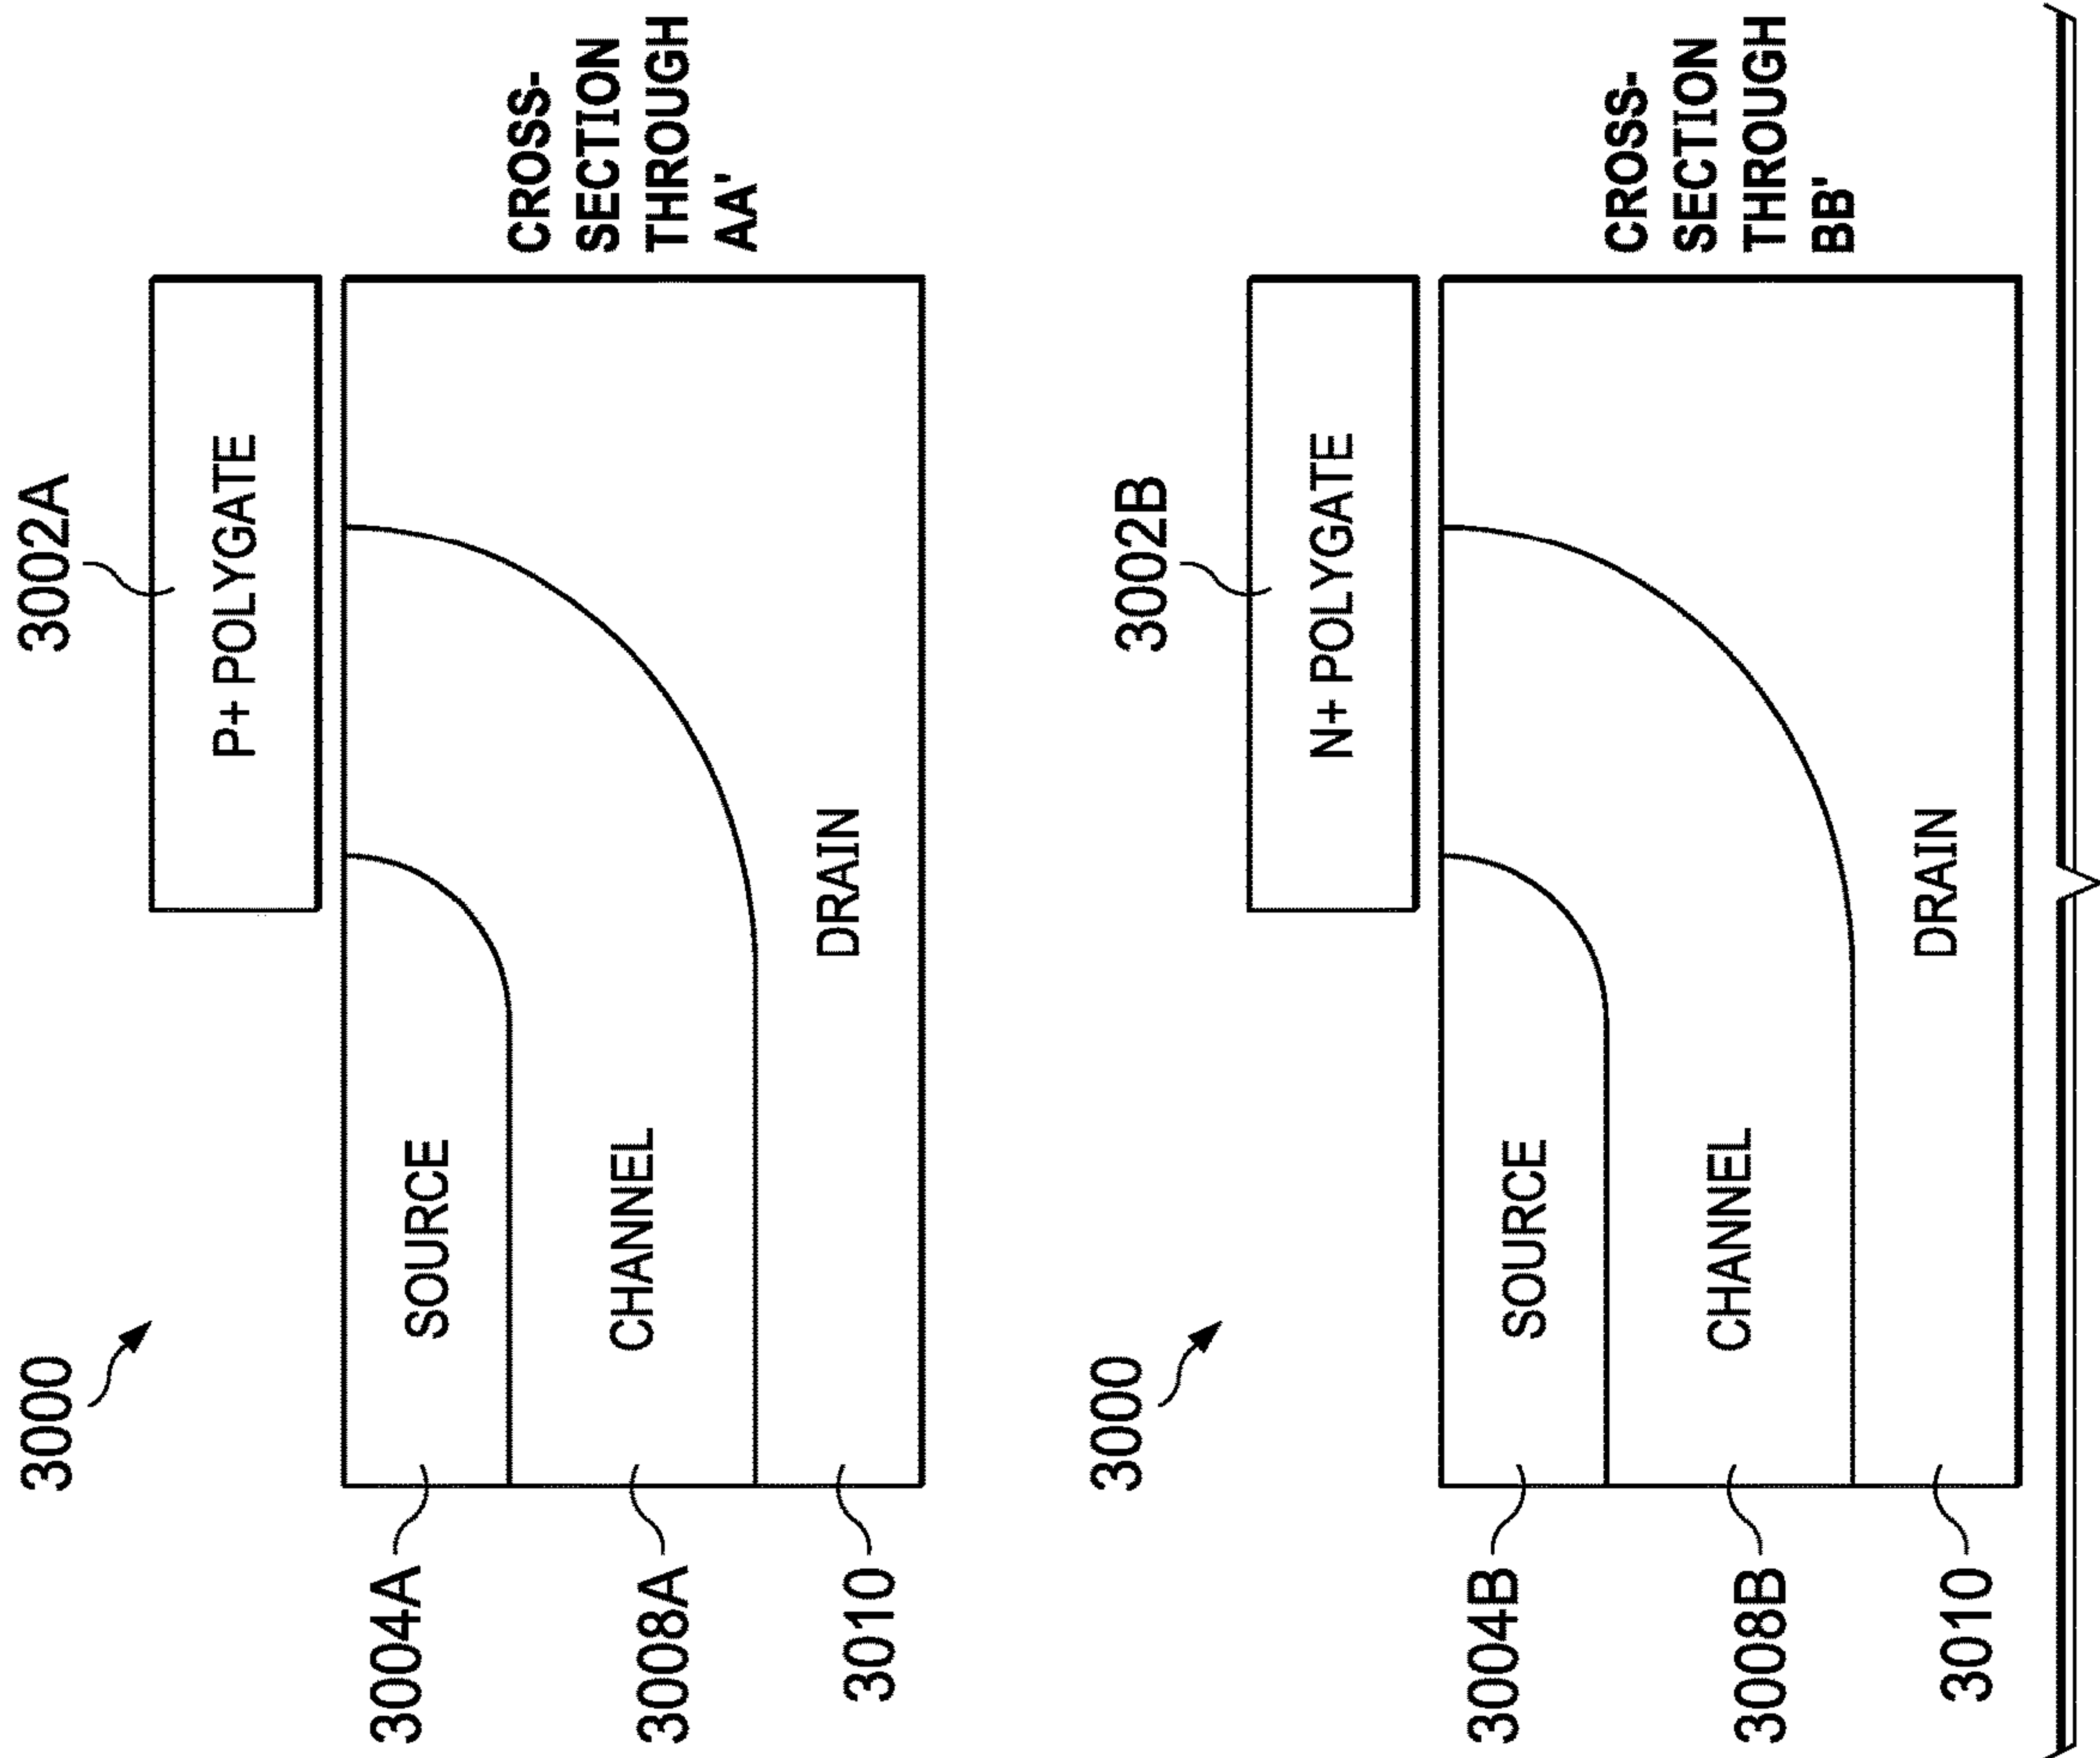 3000
3002A
P+ POLYGATE
3004A
SOURCE
3008A
CHANNEL
3010
DRAIN
CROSS-
SECTION
THROUGH
AA'
3000
3002B
N+ POLYGATE
3004B
SOURCE
3008B
CHANNEL
3010
DRAIN
CROSS-
SECTION
THROUGH
BB'